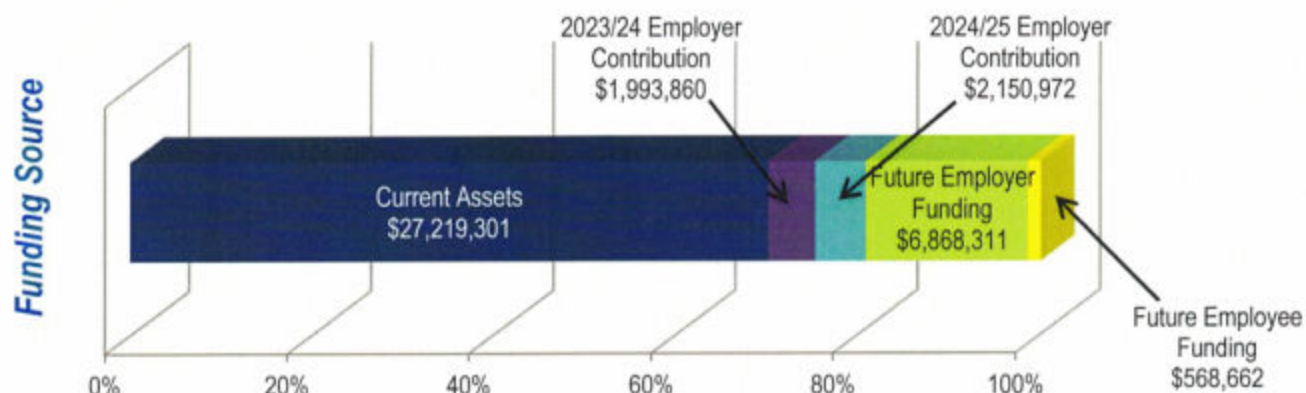 Funding Source
2023/24 Employer
Contribution
$1,993,860
2024/25 Employer
Contribution
$2,150,972
Current Assets
$27,219,301
Future Employer
Funding
$6,868,311
Future Employee
Funding
$568,662
0%
20%
40%
60%
80%
100%